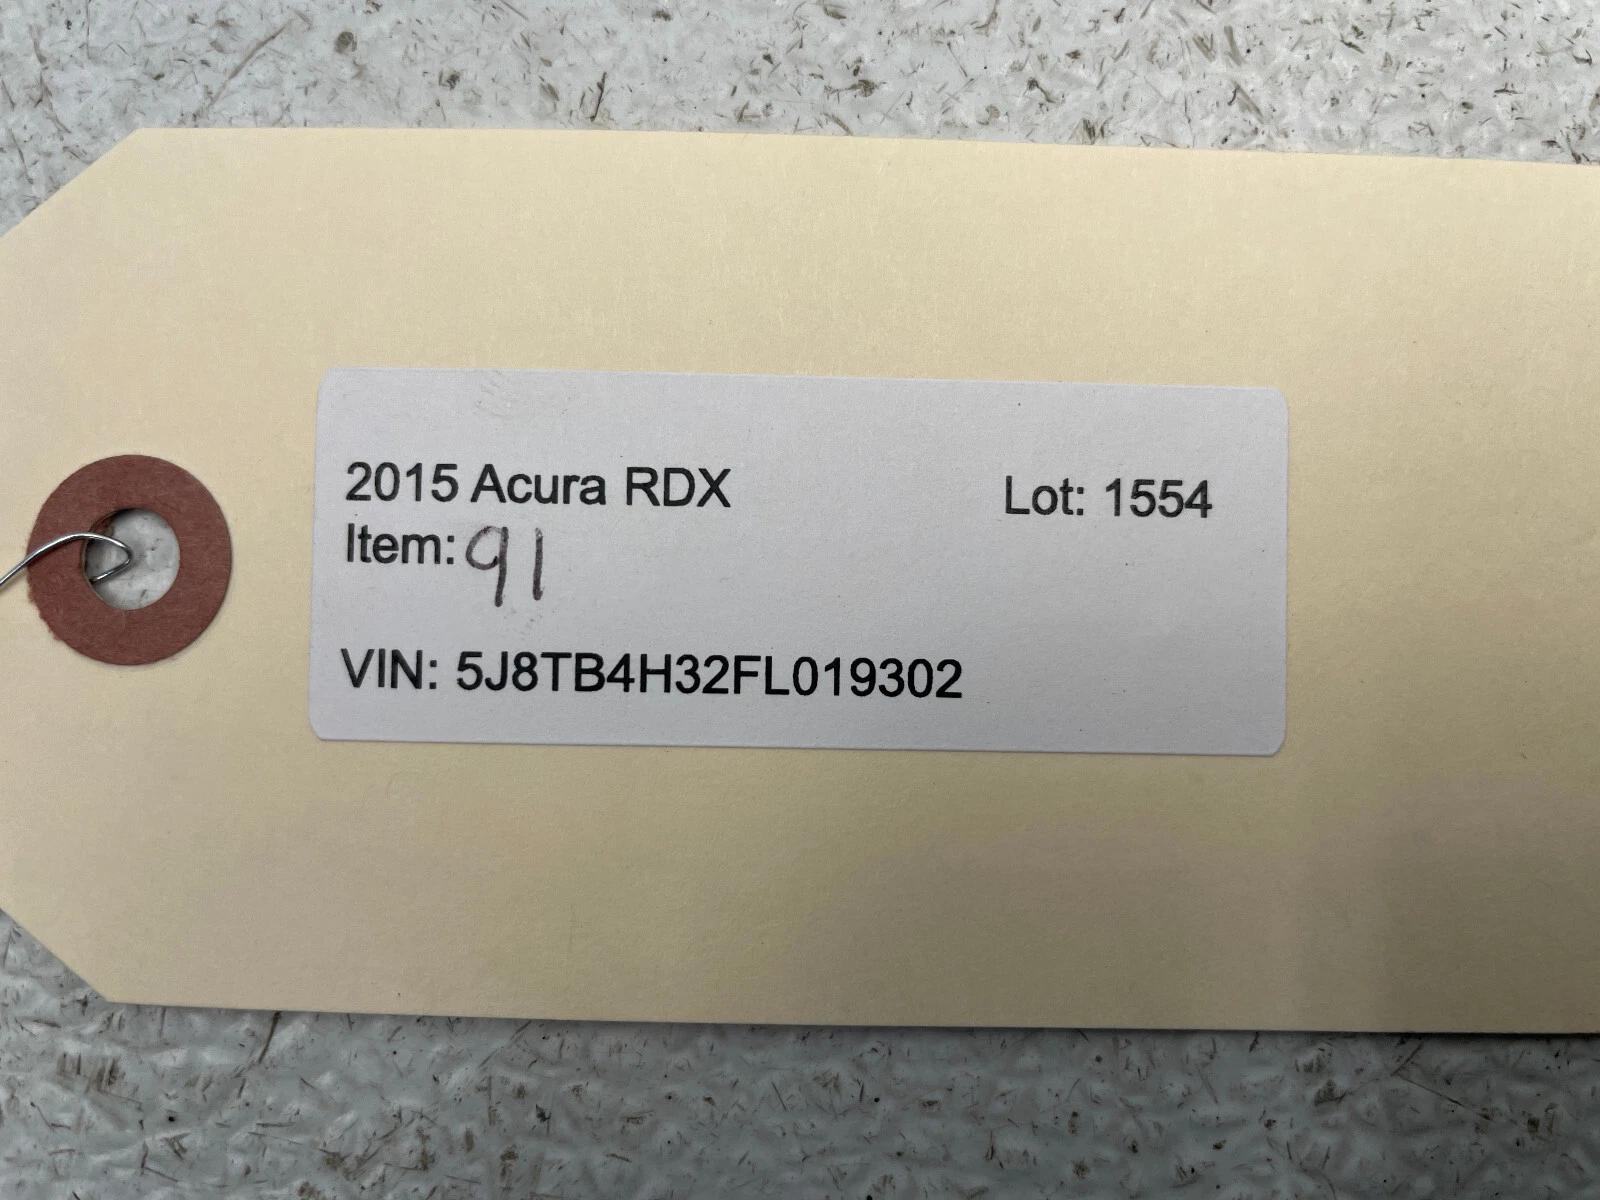 2015 Acura RDX Lot: 1554
Item: 91
VIN: 5J8TB4H32FL019302